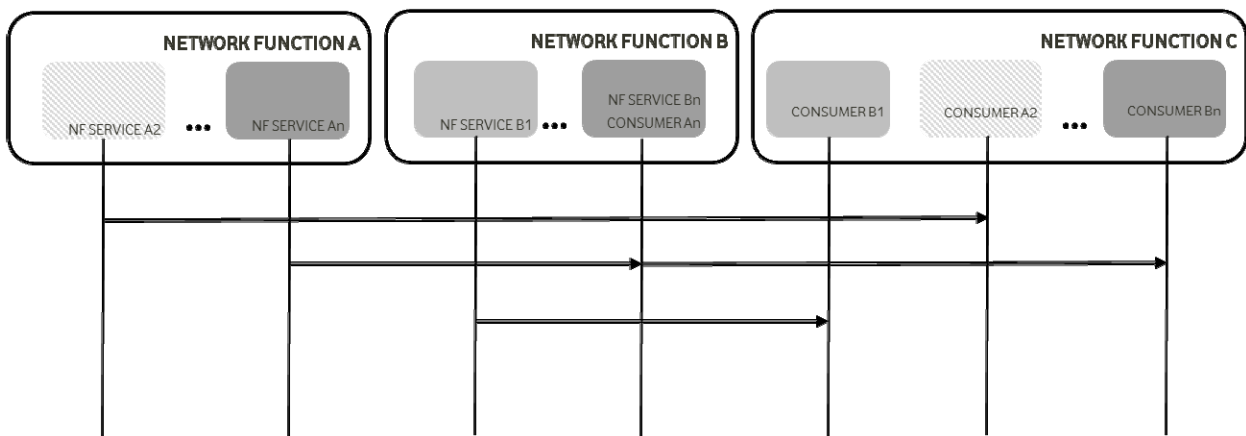 NETWORK FUNCTION A
NF SERVICE A2
•••
NF SERVICE An
NETWORK FUNCTION B
NF SERVICE B1
•••
NF SERVICE Bn
CONSUMER An
NETWORK FUNCTION C
CONSUMER B1
CONSUMER A2
•••
CONSUMER Bn